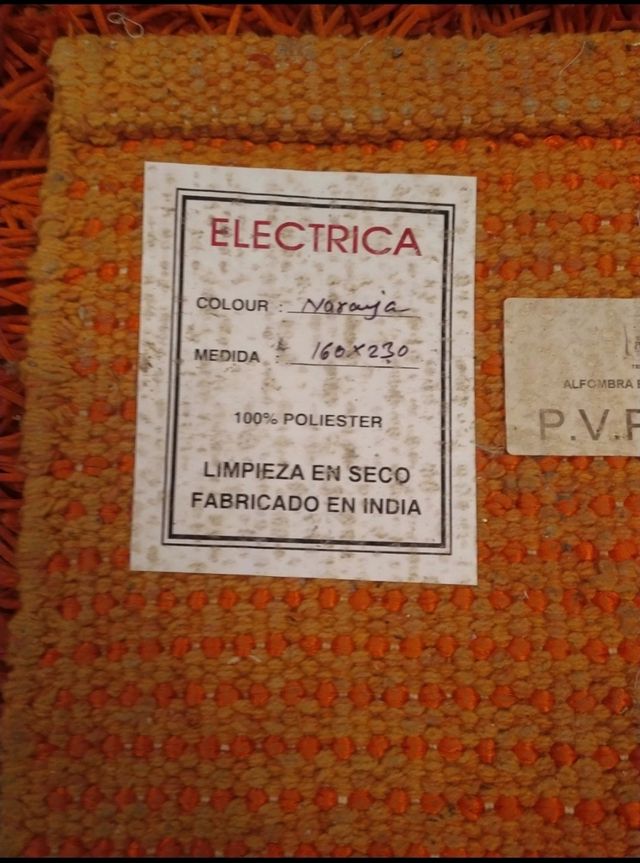 ELECTRICA
COLOUR : Naranja
MEDIDA : 160x230
100% POLIESTER
LIMPIEZA EN SECO
FABRICADO EN INDIA
ALFOMBRA
P.V.P